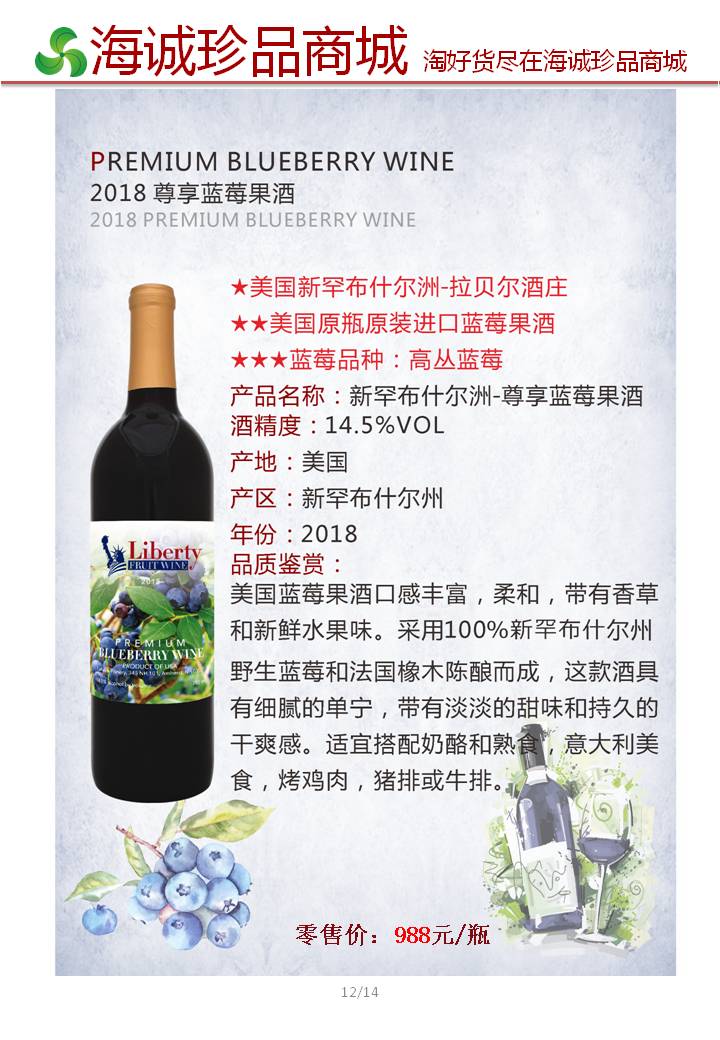 海诚珍品商城 淘好货尽在海诚珍品商城
PREMIUM BLUEBERRY WINE
2018 尊享蓝莓果酒
2018 PREMIUM BLUEBERRY WINE
★美国新罕布什尔洲-拉贝尔酒庄
★★美国原瓶原装进口蓝莓果酒
★★★蓝莓品种：高丛蓝莓
产品名称：新罕布什尔洲-尊享蓝莓果酒
酒精度：14.5%VOL
产地：美国
产区：新罕布什尔州
年份：2018
品质鉴赏：
美国蓝莓果酒口感丰富，柔和，带有香草
和新鲜水果味。采用100%新罕布什尔州
野生蓝莓和法国橡木陈酿而成，这款酒具
有细腻的单宁，带有淡淡的甜味和持久的
干爽感。适宜搭配奶酪和熟食，意大利美
食，烤鸡肉，猪排或牛排。
Liberty
FRUIT WINE
2018
PREMIUM
BLUEBERRY WINE
PRODUCT OF USA
零售价：988元/瓶
12/14